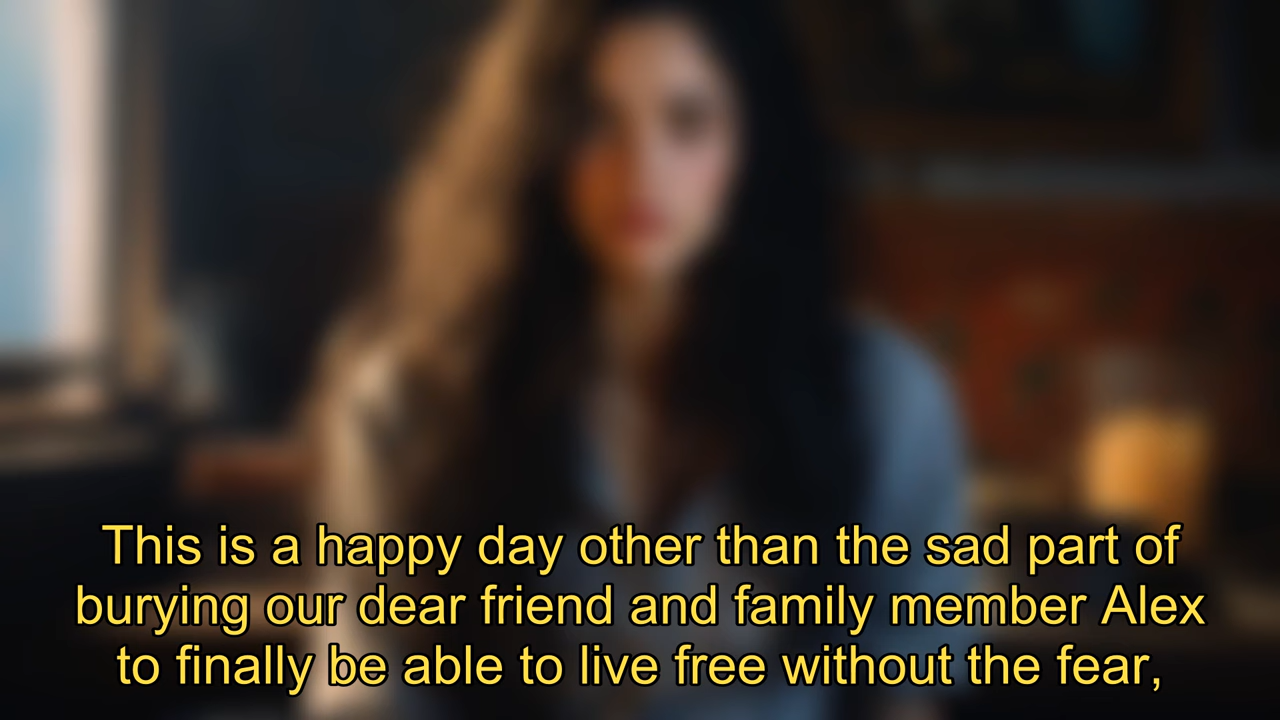 This is a happy day other than the sad part of
burying our dear friend and family member Alex
to finally be able to live free without the fear,